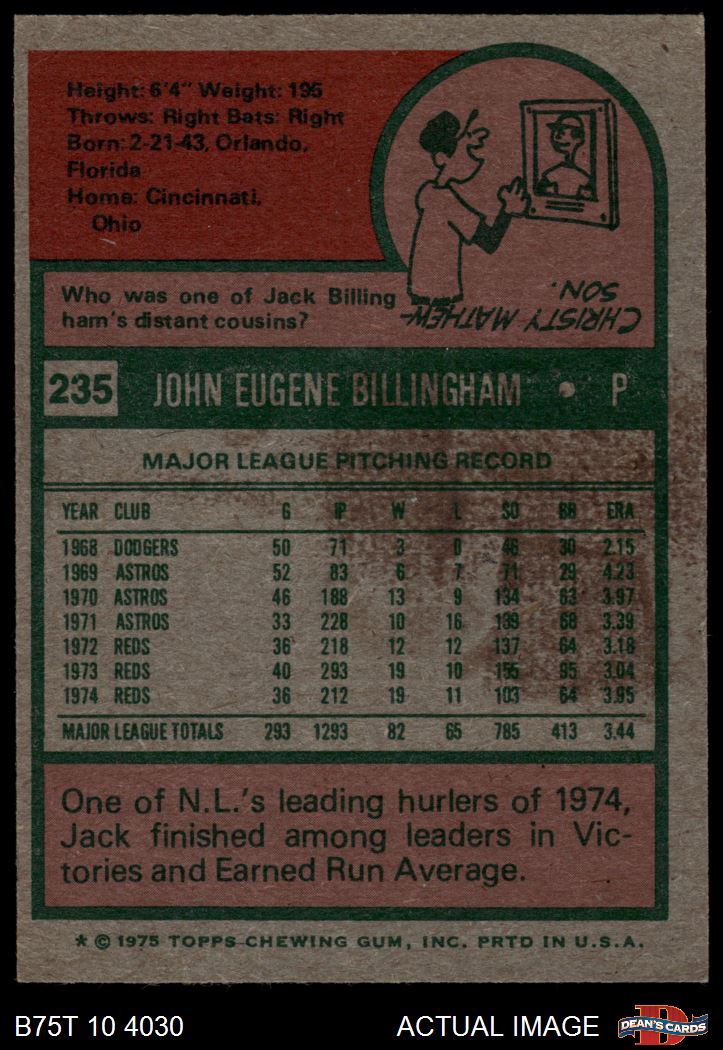 Height: 6'4" Weight: 195
Throws: Right Bats: Right
Born: 2-21-43, Orlando,
Florida
Home: Cincinnati,
Ohio
Who was one of Jack Billing
ham's distant cousins?
CHRISTY MATHEW-
SON.
235 JOHN EUGENE BILLINGHAM • P
MAJOR LEAGUE PITCHING RECORD
YEAR CLUB G IP W L SO BB ERA
1968 DODGERS 50 71 3 0 46 30 2.15
1969 ASTROS 52 83 6 7 71 29 4.23
1970 ASTROS 46 188 13 9 134 63 3.97
1971 ASTROS 33 228 10 16 139 68 3.39
1972 REDS 36 218 12 12 137 64 3.18
1973 REDS 40 293 19 10 155 95 3.04
1974 REDS 36 212 19 11 103 64 3.95
MAJOR LEAGUE TOTALS 293 1293 82 65 785 413 3.44
One of N.L.'s leading hurlers of 1974,
Jack finished among leaders in Vic-
tories and Earned Run Average.
* © 1975 TOPPS CHEWING GUM, INC. PRTD IN U.S.A.
B75T 10 4030 ACTUAL IMAGE DEAN'S CARDS